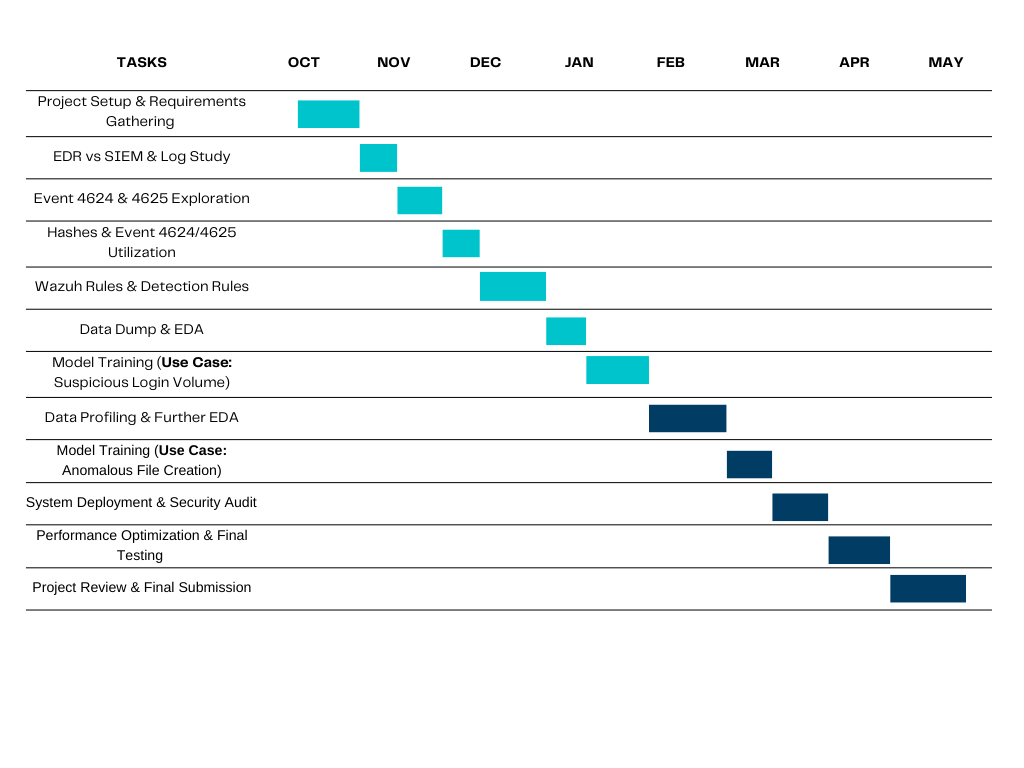 TASKS OCT NOV DEC JAN FEB MAR APR MAY
Project Setup & Requirements
Gathering
EDR vs SIEM & Log Study
Event 4624 & 4625 Exploration
Hashes & Event 4624/4625
Utilization
Wazuh Rules & Detection Rules
Data Dump & EDA
Model Training (Use Case:
Suspicious Login Volume)
Data Profiling & Further EDA
Model Training (Use Case:
Anomalous File Creation)
System Deployment & Security Audit
Performance Optimization & Final
Testing
Project Review & Final Submission